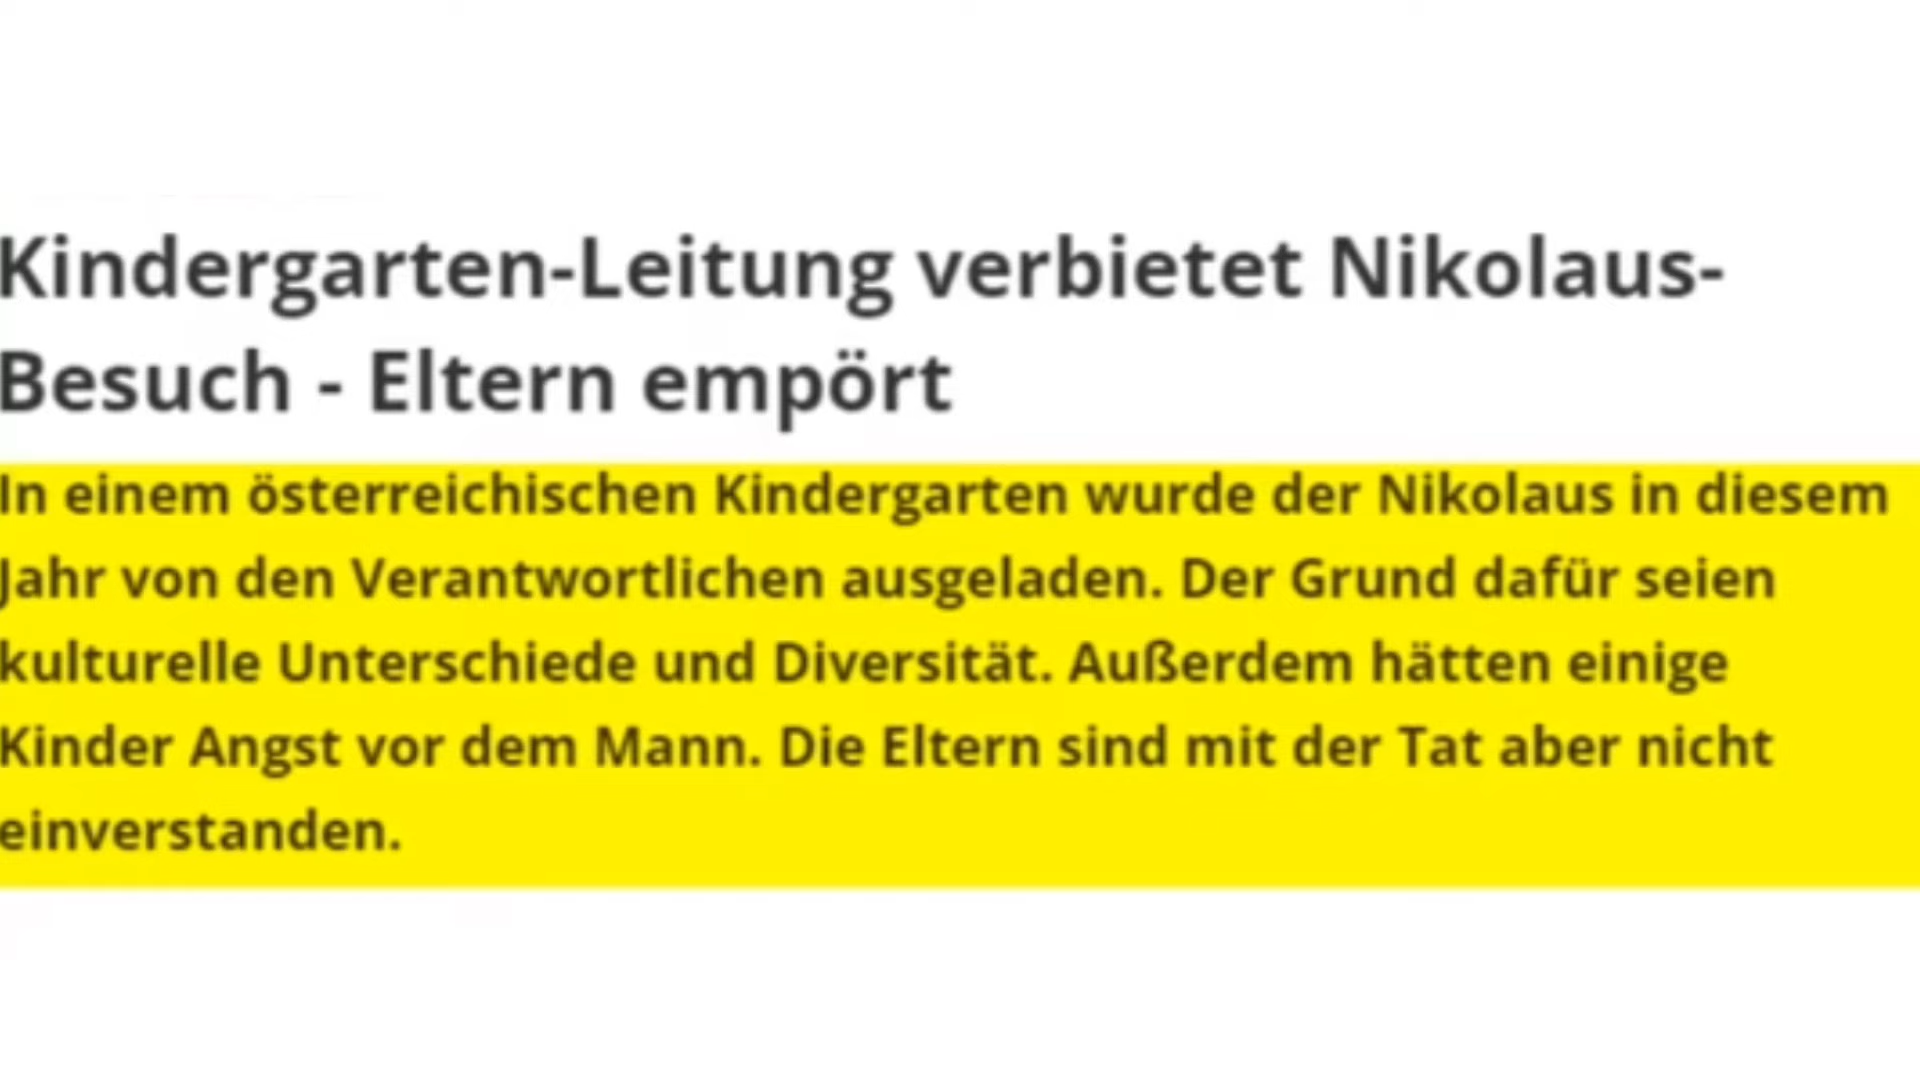 Kindergarten-Leitung verbietet Nikolaus-
Besuch - Eltern empört
In einem österreichischen Kindergarten wurde der Nikolaus in diesem
Jahr von den Verantwortlichen ausgeladen. Der Grund dafür seien
kulturelle Unterschiede und Diversität. Außerdem hätten einige
Kinder Angst vor dem Mann. Die Eltern sind mit der Tat aber nicht
einverstanden.